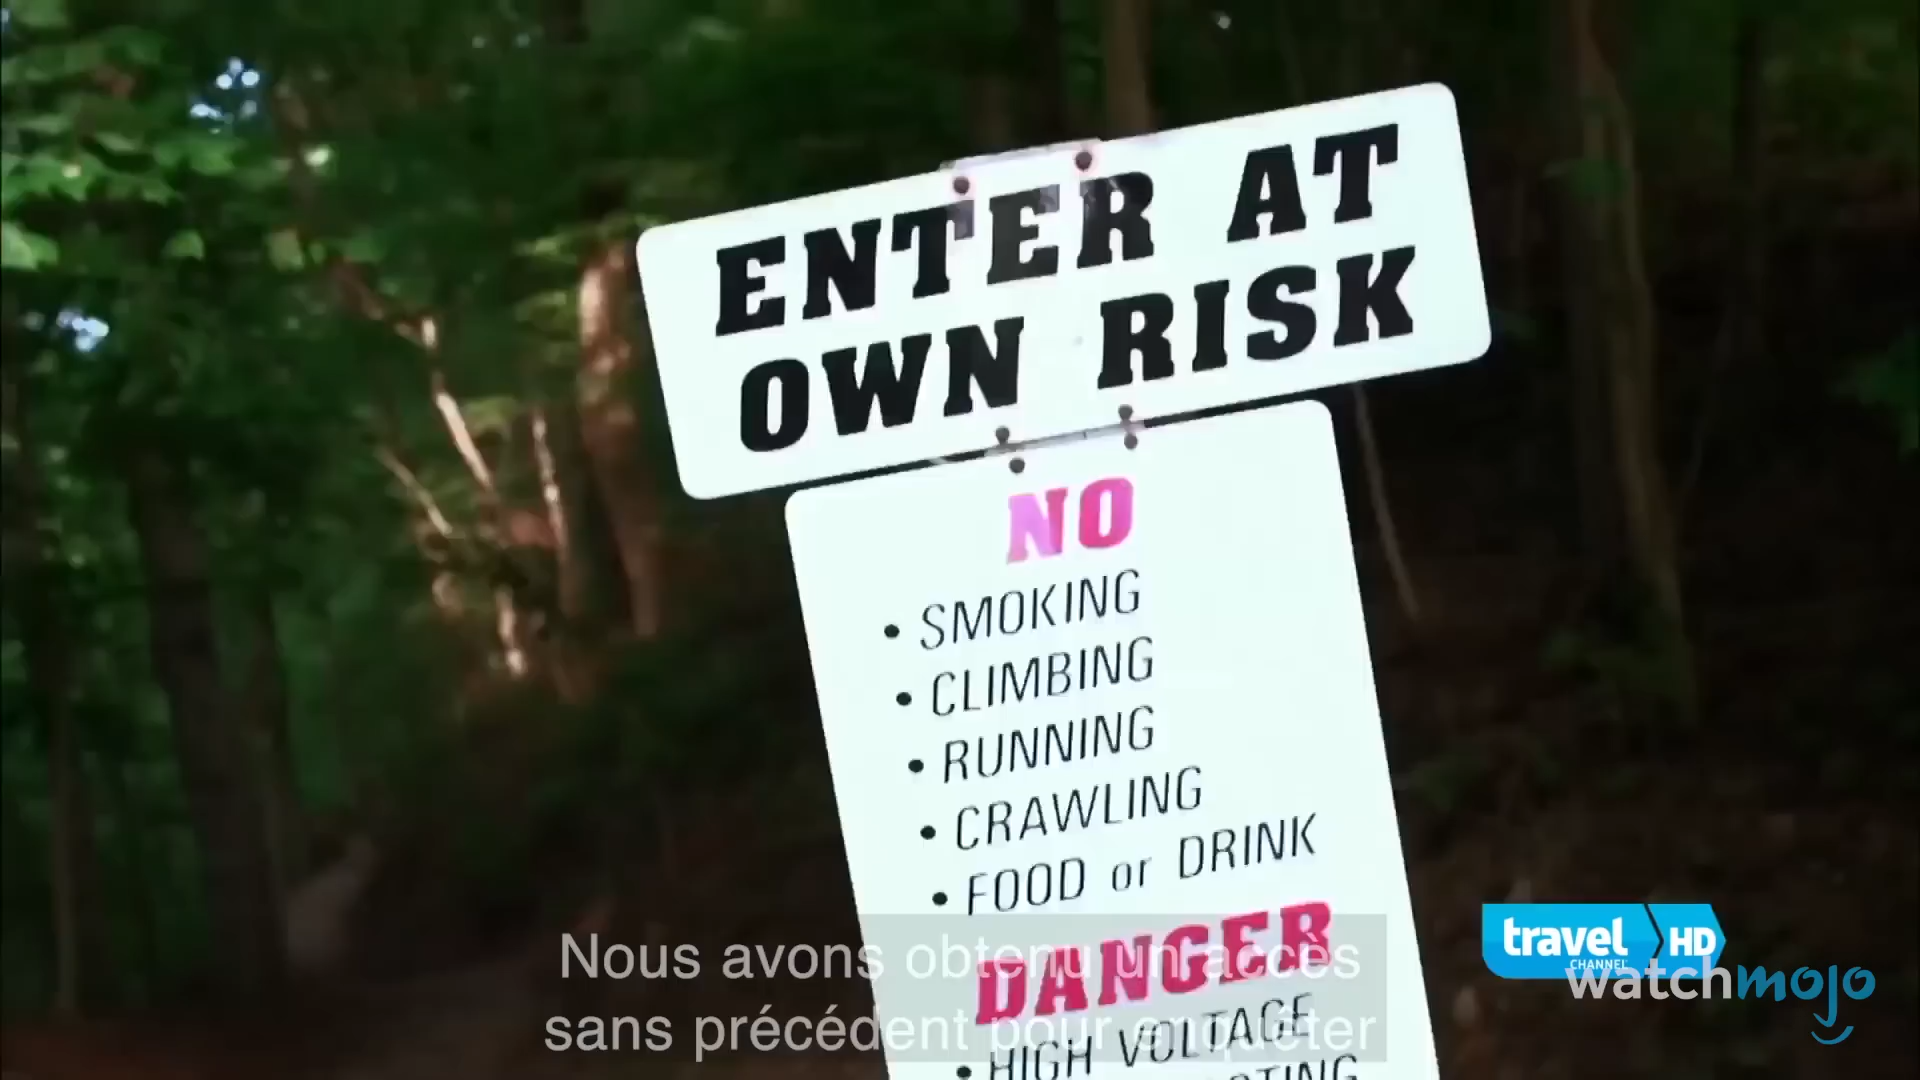 ENTER AT
OWN RISK
NO
• SMOKING
• CLIMBING
• RUNNING
• CRAWLING
• FOOD or DRINK
DANGER
• HIGH VOLTAGE
Nous avons obtenu un accès
sans précédent pour enquêter
travel HD
CHANNEL
watchmojo